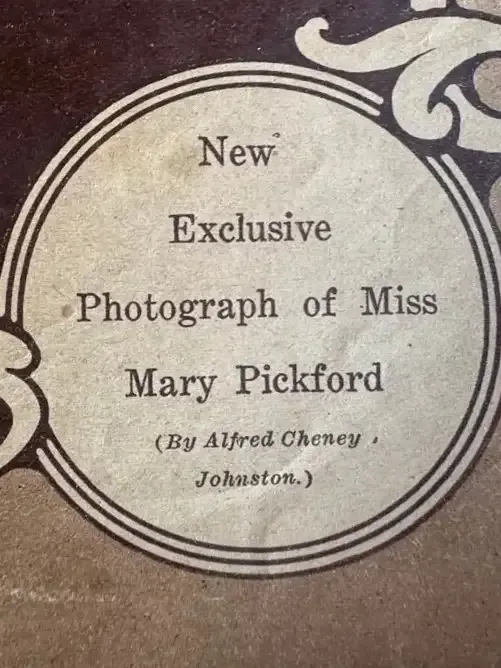 New
Exclusive
Photograph of Miss
Mary Pickford
(By Alfred Cheney
Johnston.)